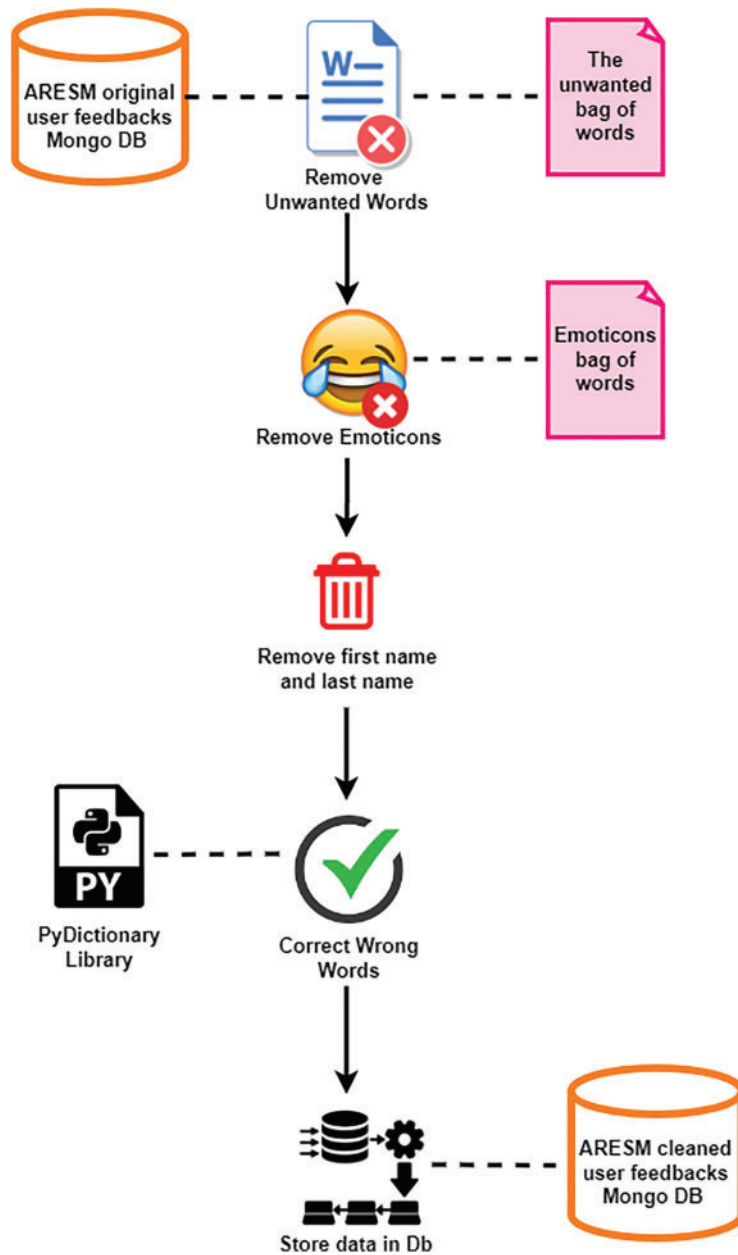 ARESM original
user feedbacks
Mongo DB
W
Remove
Unwanted Words
The
unwanted
bag of
words
Remove Emoticons
Emoticons
bag of
words
Remove first name
and last name
PY
PyDictionary
Library
Correct Wrong
Words
Store data in Db
ARESM cleaned
user feedbacks
Mongo DB